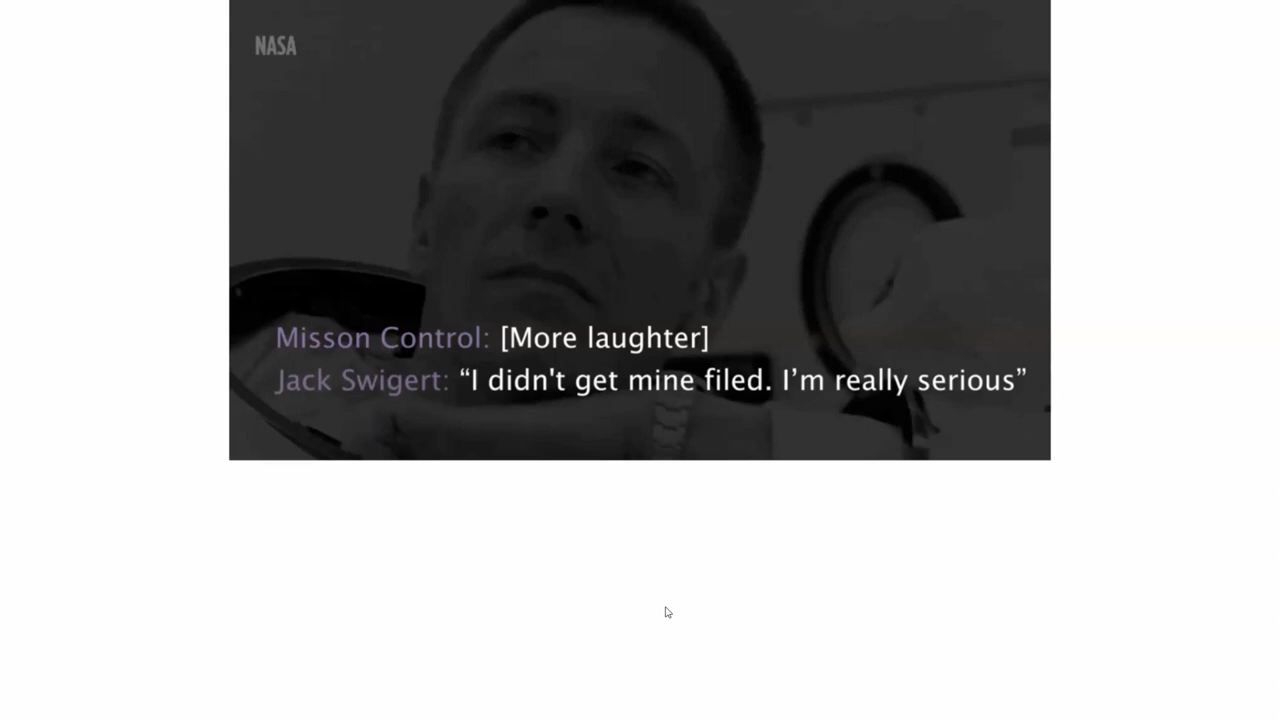 NASA
Misson Control: [More laughter]
Jack Swigert: “I didn't get mine filed. I’m really serious”